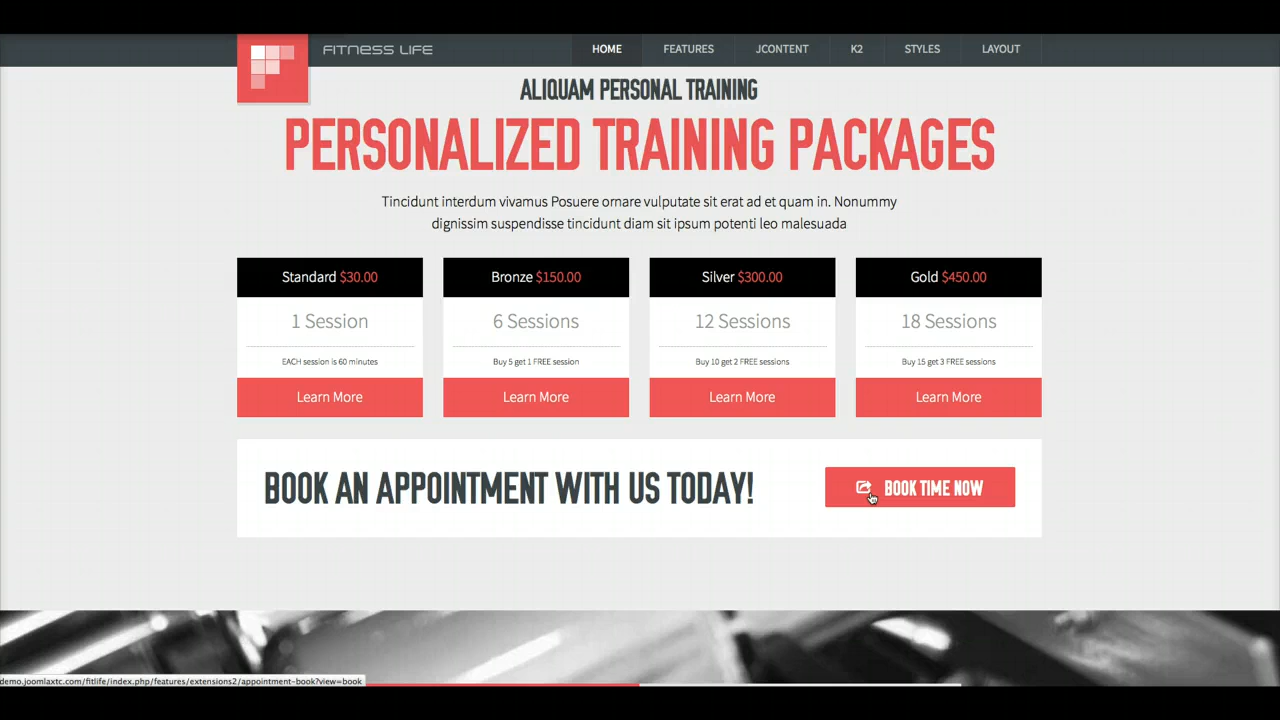 FITNESS LIFE
HOME
FEATURES
JCONTENT
K2
STYLES
LAYOUT
ALIQUAM PERSONAL TRAINING
PERSONALIZED TRAINING PACKAGES
Tincidunt interdum vivamus Posuere ornare vulputate sit erat ad et quam in. Nonummy
dignissim suspendisse tincidunt diam sit ipsum potenti leo malesuada
Standard $30.00
1 Session
EACH session is 60 minutes
Learn More
Bronze $150.00
6 Sessions
Buy 5 get 1 FREE session
Learn More
Silver $300.00
12 Sessions
Buy 10 get 2 FREE sessions
Learn More
Gold $450.00
18 Sessions
Buy 15 get 3 FREE sessions
Learn More
BOOK AN APPOINTMENT WITH US TODAY!
BOOK TIME NOW
demo.joomlaxtc.com/fitlife/index.php/features/extensions2/appointment-book?view=book